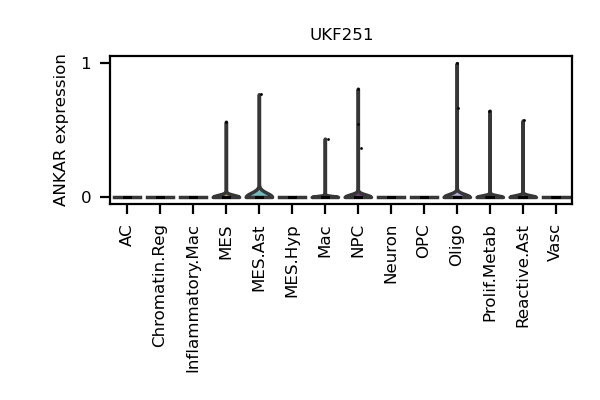 UKF251
ANKAR expression
1
0
AC
Chromatin.Reg
Inflammatory.Mac
MES
MES.Ast
MES.Hyp
Mac
NPC
Neuron
OPC
Oligo
Prolif.Metab
Reactive.Ast
Vasc